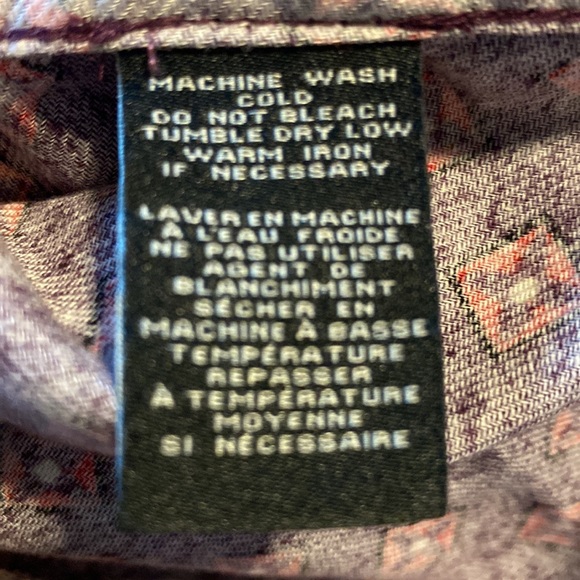 MACHINE WASH
COLD
DO NOT BLEACH
TUMBLE DRY LOW
WARM IRON
IF NECESSARY
LAVER EN MACHINE
À L'EAU FROIDE
NE PAS UTILISER
AGENT DE
BLANCHIMENT
SÉCHER EN
MACHINE À BASSE
TEMPÉRATURE
REPASSER
À TEMPÉRATURE
MOYENNE
SI NÉCESSAIRE